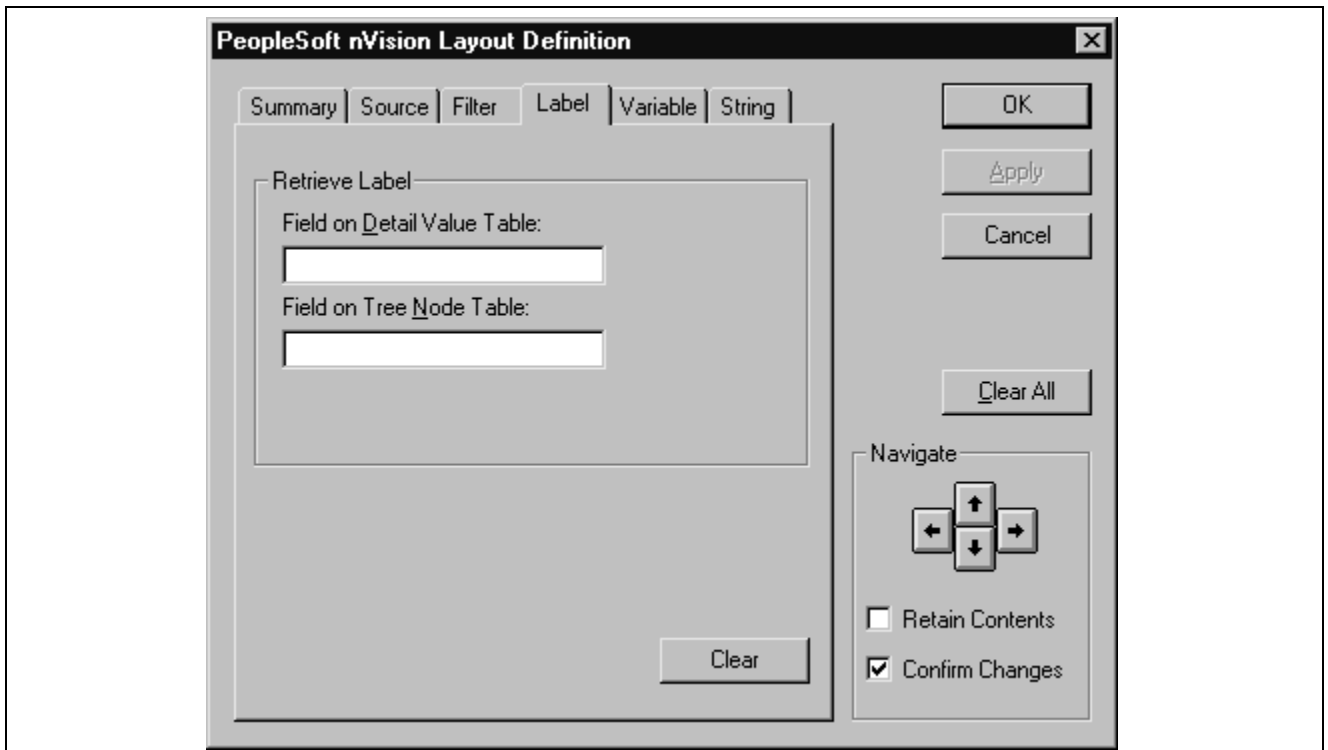 PeopleSoft nVision Layout Definition
Summary Source Filter Label Variable String
Retrieve Label
Field on Detail Value Table:
Field on Tree Node Table:
Clear
OK
Apply
Cancel
Clear All
Navigate
Retain Contents
Confirm Changes